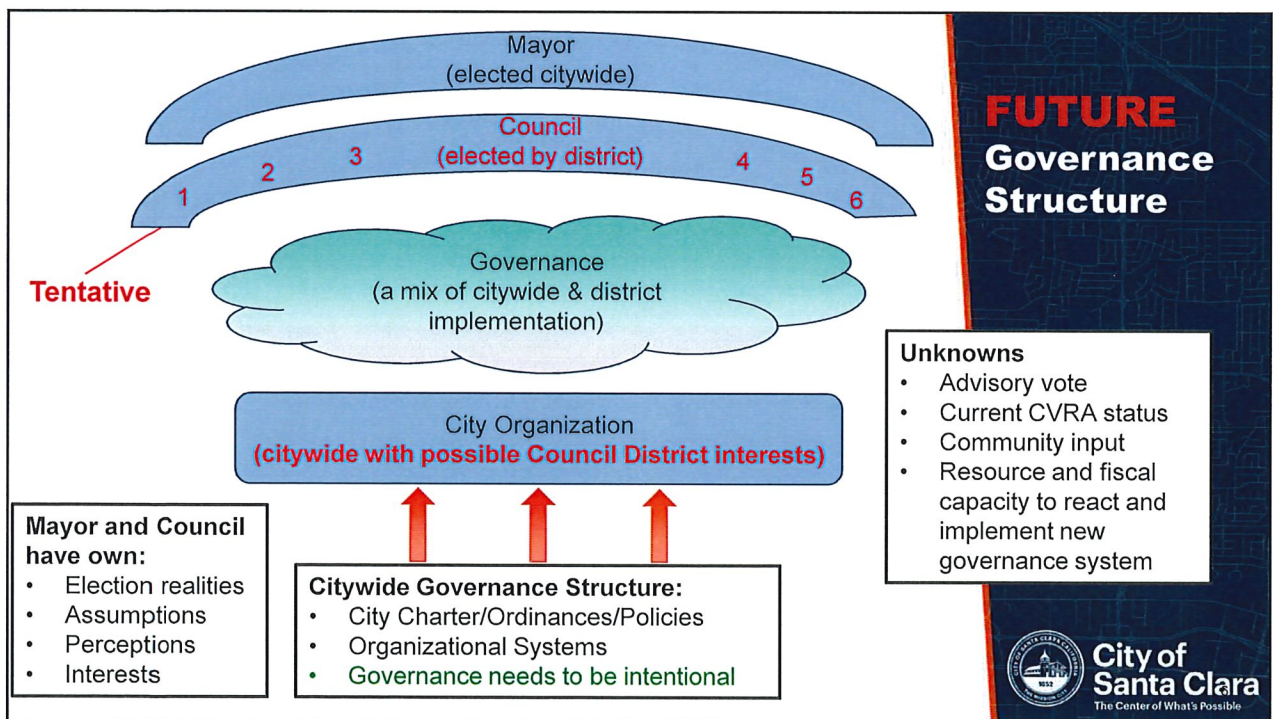 Mayor
(elected citywide)
Council
(elected by district)
1
2
3
4
5
6
Tentative
Governance
(a mix of citywide & district
implementation)
City Organization
(citywide with possible Council District interests)
Mayor and Council
have own:
• Election realities
• Assumptions
• Perceptions
• Interests
Citywide Governance Structure:
• City Charter/Ordinances/Policies
• Organizational Systems
• Governance needs to be intentional
FUTURE
Governance
Structure
Unknowns
• Advisory vote
• Current CVRA status
• Community input
• Resource and fiscal
capacity to react and
implement new
governance system
1852
City of
Santa Clara
The Center of What's Possible